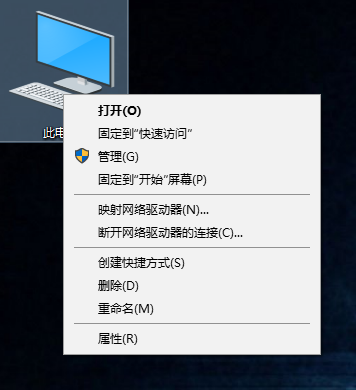 此电
打开(O)
固定到"快速访问"
管理(G)
固定到"开始"屏幕(P)
映射网络驱动器(N)...
断开网络驱动器的连接(C)...
创建快捷方式(S)
删除(D)
重命名(M)
属性(R)